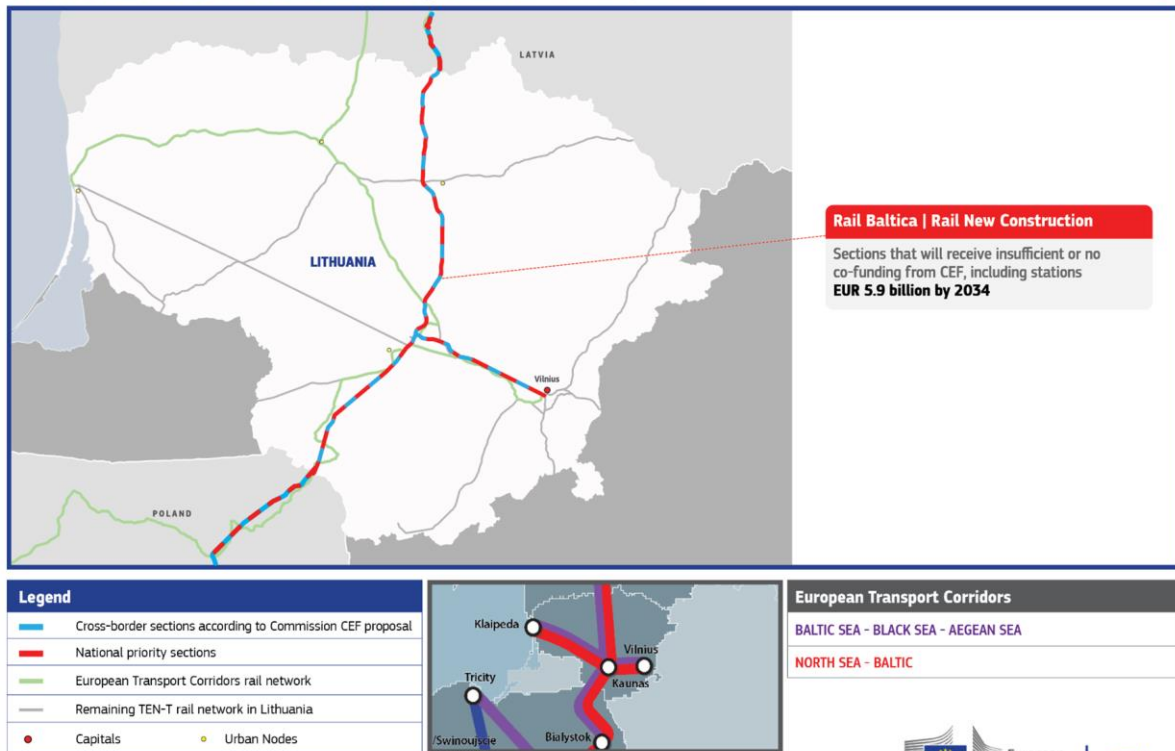 LATVIA
LITHUANIA
Vilnius
POLAND
Rail Baltica | Rail New Construction
Sections that will receive insufficient or no
co-funding from CEF, including stations
EUR 5.9 billion by 2034
Legend
Cross-border sections according to Commission CEF proposal
National priority sections
European Transport Corridors rail network
Remaining TEN-T rail network in Lithuania
Capitals
Urban Nodes
Klaipeda
Vilnius
Kaunas
Tricity
/Swinoujscie
Bialystok
European Transport Corridors
BALTIC SEA - BLACK SEA - AEGEAN SEA
NORTH SEA - BALTIC